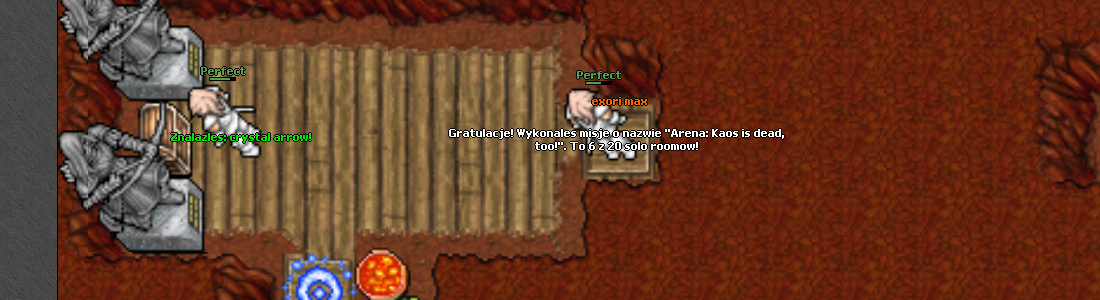 Perfect
Perfect
exori max
Znalazles: crystal arrow!
Gratulacje! Wykonales misje o nazwie "Arena: Kaos is dead,
too!". To 6 z 20 solo roomow!